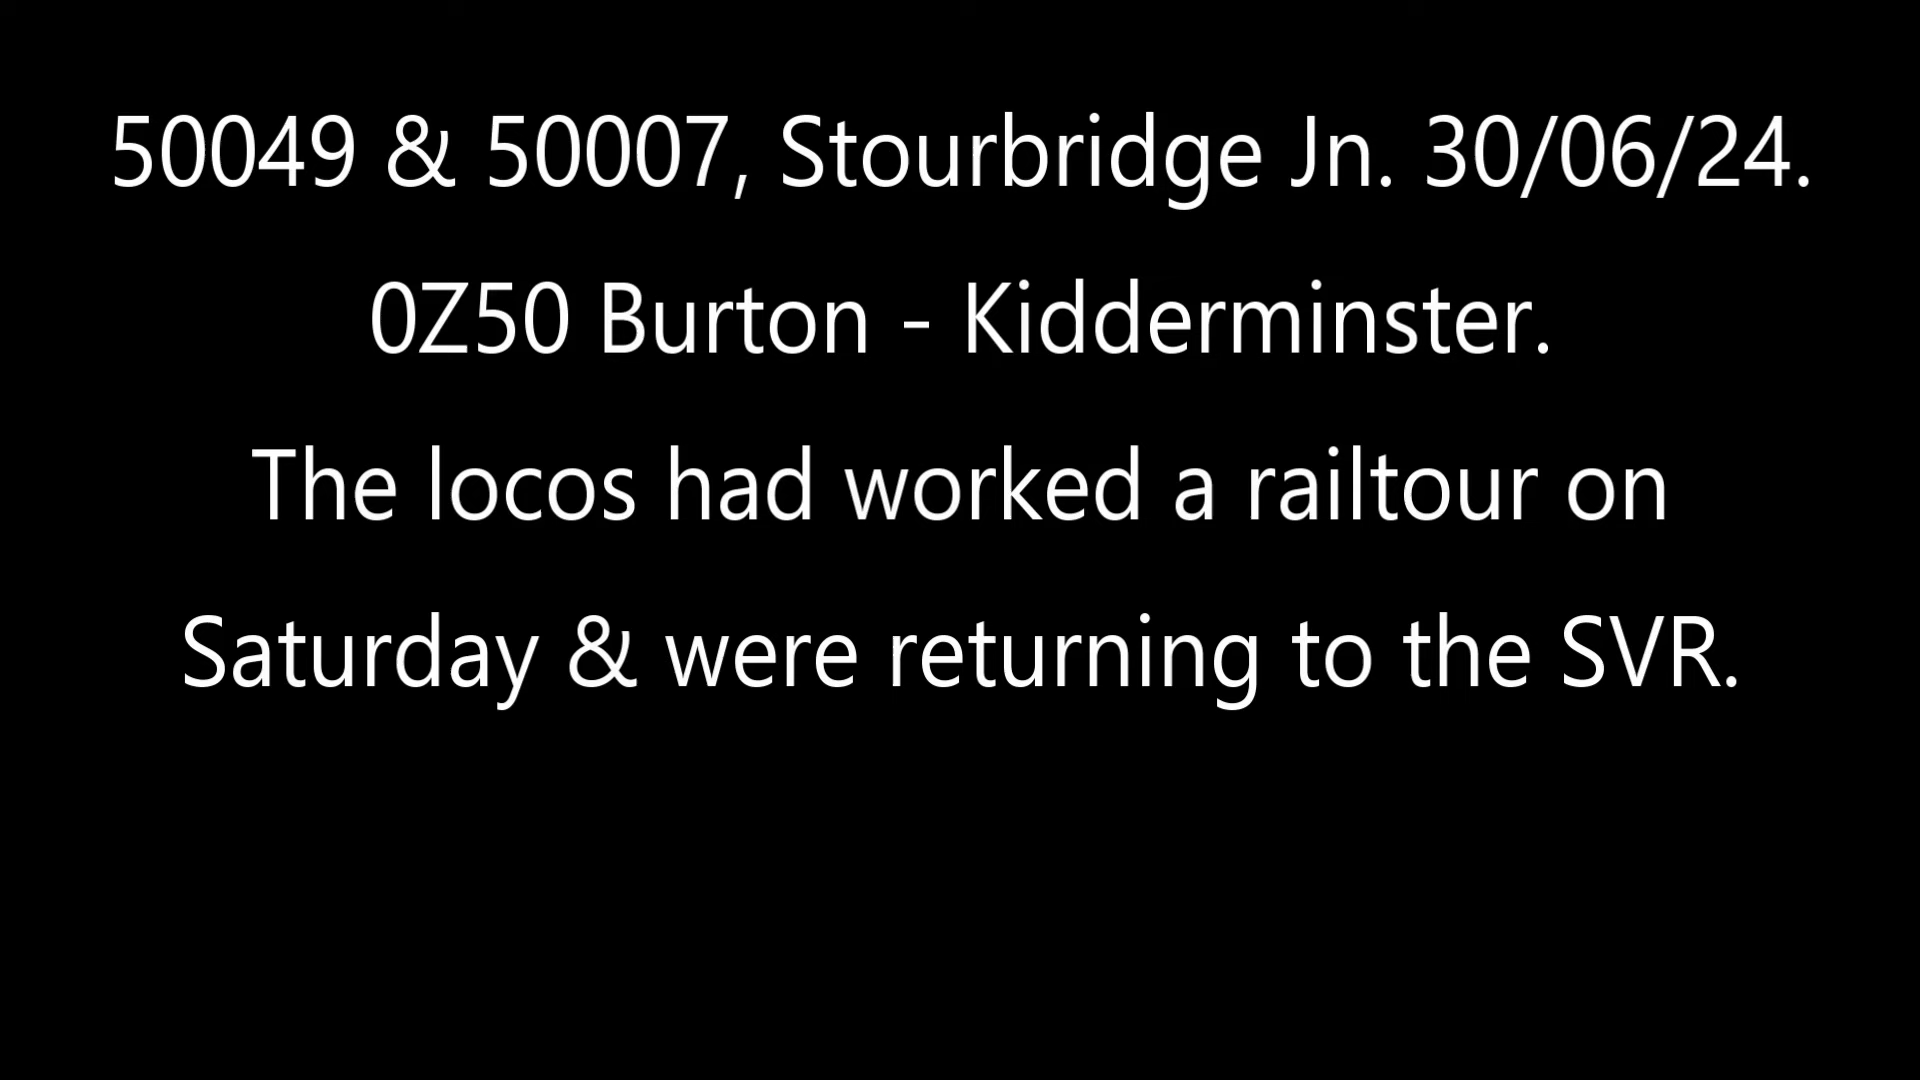 50049 & 50007, Stourbridge Jn. 30/06/24.
0Z50 Burton - Kidderminster.
The locos had worked a railtour on
Saturday & were returning to the SVR.